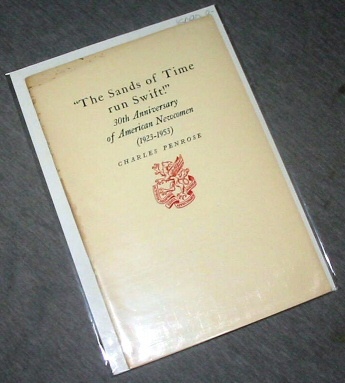 "The Sands of Time
run Swift!"
30th Anniversary
of American Newcomen
(1923-1953)
CHARLES PENROSE